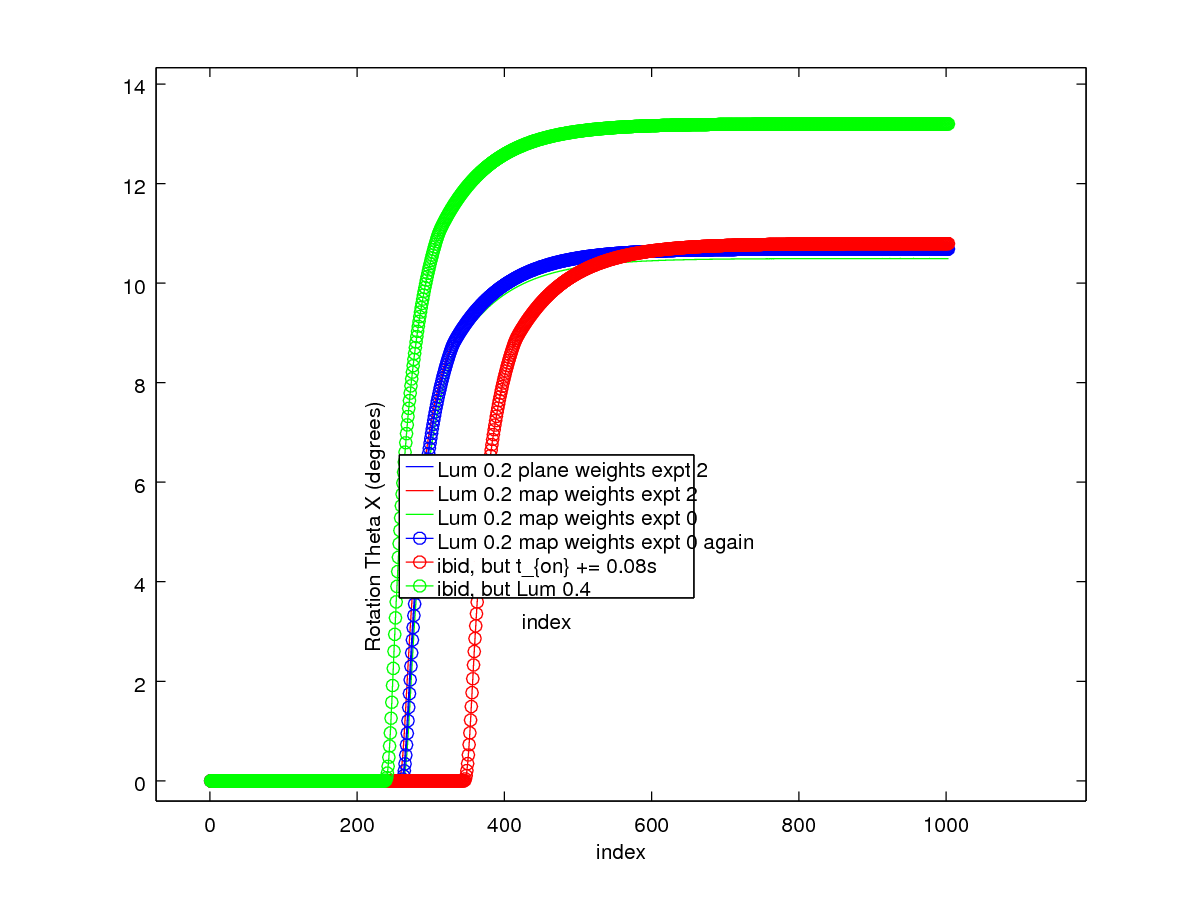 14
12
10
8
6
4
2
0
Rotation Theta X (degrees)
Lum 0.2 plane weights expt 2
Lum 0.2 map weights expt 2
Lum 0.2 map weights expt 0
Lum 0.2 map weights expt 0 again
ibid, but t_{on} += 0.08s
ibid, but Lum 0.4
index
0 200 400 600 800 1000
index